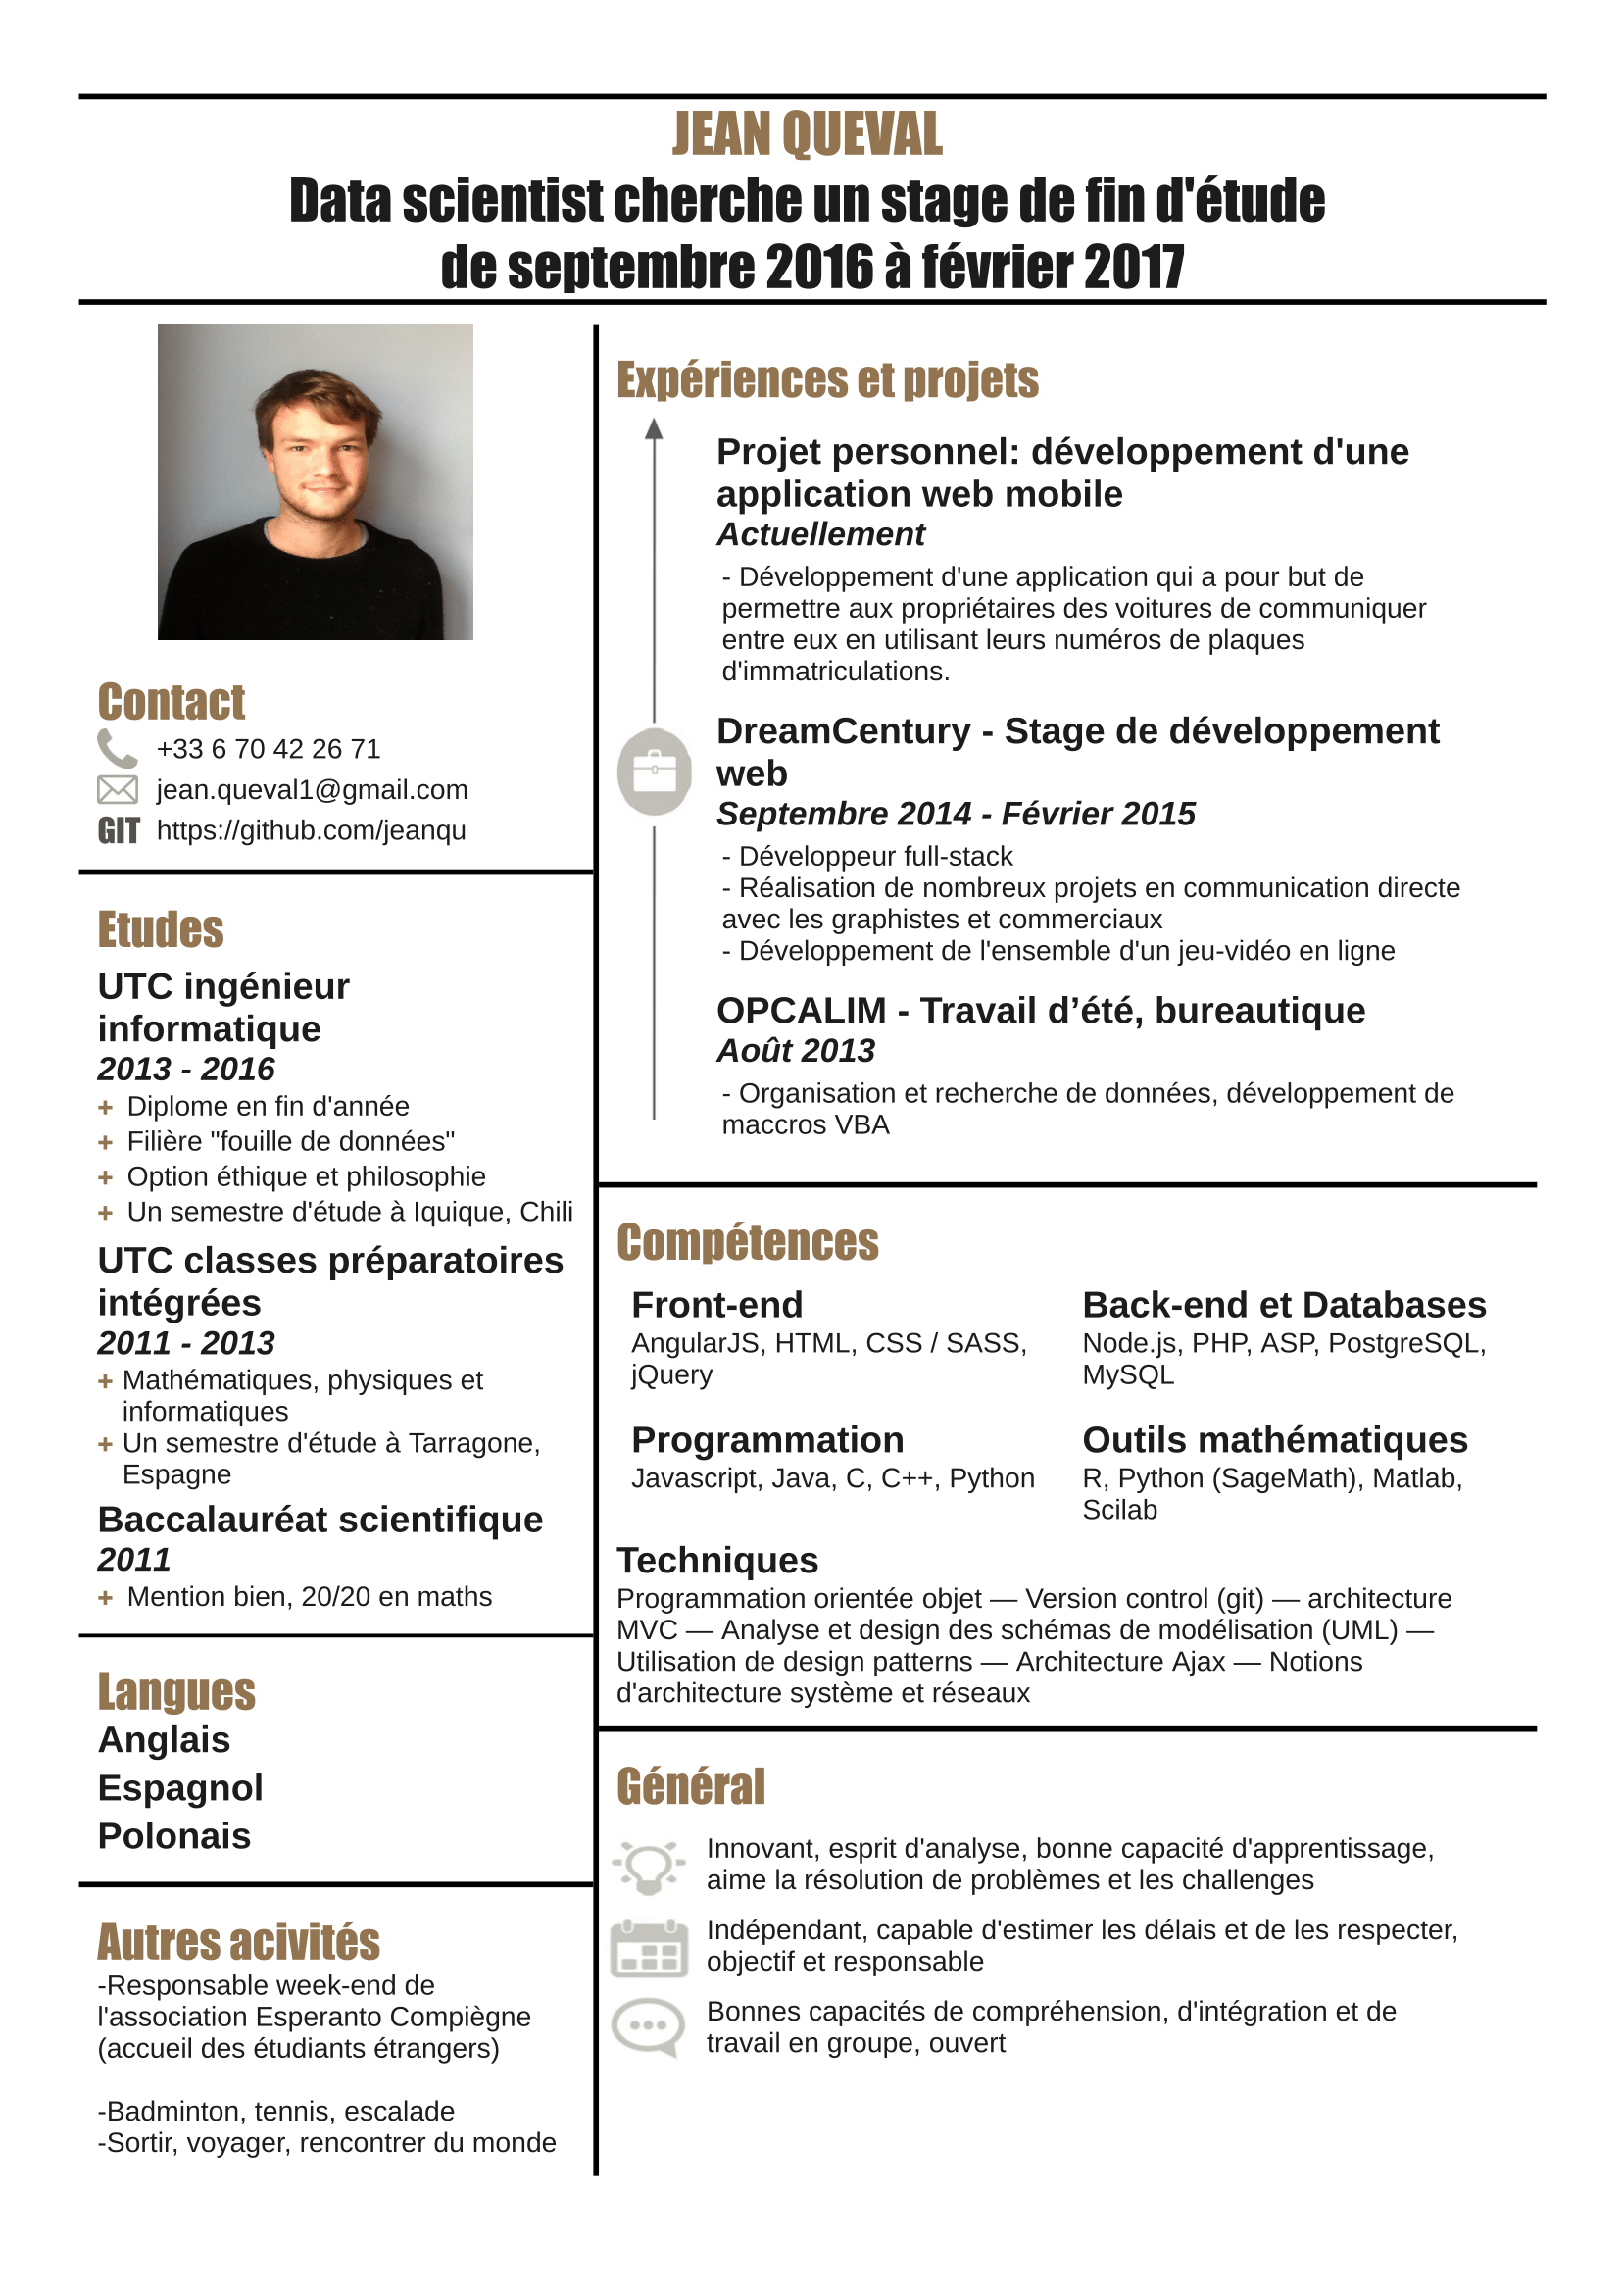 JEAN QUEVAL
Data scientist cherche un stage de fin d'étude
de septembre 2016 à février 2017
Contact
+33 6 70 42 26 71
jean.queval1@gmail.com
GIT https://github.com/jeanqu
Etudes
UTC ingénieur
informatique
2013 - 2016
+ Diplome en fin d'année
+ Filière "fouille de données"
+ Option éthique et philosophie
+ Un semestre d'étude à Iquique, Chili
UTC classes préparatoires
intégrées
2011 - 2013
+ Mathématiques, physiques et
informatiques
+ Un semestre d'étude à Tarragone,
Espagne
Baccalauréat scientifique
2011
+ Mention bien, 20/20 en maths
Langues
Anglais
Espagnol
Polonais
Autres acivités
-Responsable week-end de
l'association Esperanto Compiègne
(accueil des étudiants étrangers)
-Badminton, tennis, escalade
-Sortir, voyager, rencontrer du monde
Expériences et projets
Projet personnel: développement d'une
application web mobile
Actuellement
- Développement d'une application qui a pour but de
permettre aux propriétaires des voitures de communiquer
entre eux en utilisant leurs numéros de plaques
d'immatriculations.
DreamCentury - Stage de développement
web
Septembre 2014 - Février 2015
- Développeur full-stack
- Réalisation de nombreux projets en communication directe
avec les graphistes et commerciaux
- Développement de l'ensemble d'un jeu-vidéo en ligne
OPCALIM - Travail d’été, bureautique
Août 2013
- Organisation et recherche de données, développement de
maccros VBA
Compétences
Front-end
AngularJS, HTML, CSS / SASS,
jQuery
Back-end et Databases
Node.js, PHP, ASP, PostgreSQL,
MySQL
Programmation
Javascript, Java, C, C++, Python
Outils mathématiques
R, Python (SageMath), Matlab,
Scilab
Techniques
Programmation orientée objet — Version control (git) — architecture
MVC — Analyse et design des schémas de modélisation (UML) —
Utilisation de design patterns — Architecture Ajax — Notions
d'architecture système et réseaux
Général
Innovant, esprit d'analyse, bonne capacité d'apprentissage,
aime la résolution de problèmes et les challenges
Indépendant, capable d'estimer les délais et de les respecter,
objectif et responsable
Bonnes capacités de compréhension, d'intégration et de
travail en groupe, ouvert